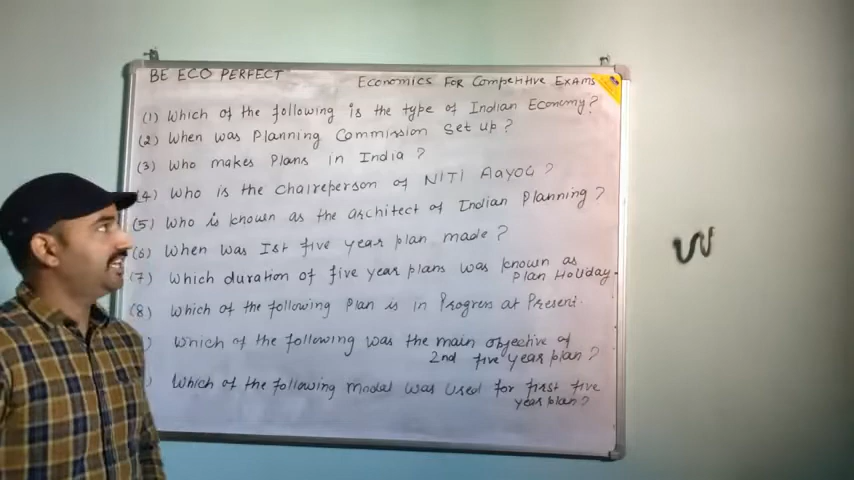 BE ECO PERFECT
Economics For Competitive Exams
(1) Which of the following is the type of Indian Economy?
(2) When was Planning Commission set up?
(3) Who makes Plans in India?
(4) Who is the chaireperson of NITI Aayog?
(5) Who is known as the architect of Indian Planning?
(6) When was Ist five year plan made?
(7) Which duration of five year plans was known as
Plan Holiday.
(8) Which of the following Plan is in Progress at Present.
) Which of the following was the main objective of
2nd five year plan?
) Which of the following modal was used for first five
year plan?